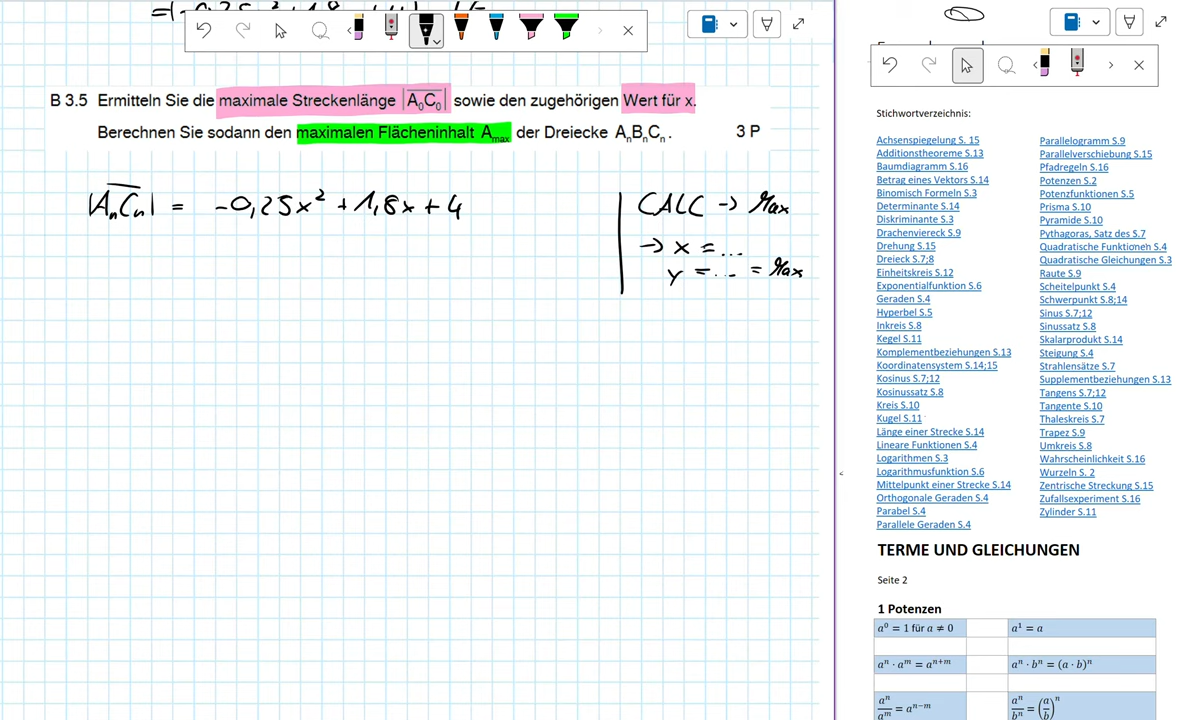 B 3.5 Ermitteln Sie die maximale Streckenlänge |A₀C₀| sowie den zugehörigen Wert für x.
Berechnen Sie sodann den maximalen Flächeninhalt Amax der Dreiecke AnBnCn. 3 P
|AnCn| = -0,25x² + 1,8x + 4
CALC → Max
→ x = ...
y = ... = Max
Stichwortverzeichnis:
Achsenspiegelung S. 15
Additionstheoreme S.13
Baumdiagramm S.16
Betrag eines Vektors S.14
Binomisch Formeln S.3
Determinante S.14
Diskriminante S.3
Drachenviereck S.9
Drehung S.15
Dreieck S.7;8
Einheitskreis S.12
Exponentialfunktion S.6
Geraden S.4
Hyperbel S.5
Inkreis S.8
Kegel S.11
Komplementbeziehungen S.13
Koordinatensystem S.14;15
Kosinus S.7;12
Kosinussatz S.8
Kreis S.10
Kugel S.11
Länge einer Strecke S.14
Lineare Funktionen S.4
Logarithmen S.3
Logarithmusfunktion S.6
Mittelpunkt einer Strecke S.14
Orthogonale Geraden S.4
Parabel S.4
Parallele Geraden S.4
Parallelogramm S.9
Parallelverschiebung S.15
Pfadregeln S.16
Potenzen S.2
Potenzfunktionen S.5
Prisma S.10
Pyramide S.10
Pythagoras, Satz des S.7
Quadratische Funktionen S.4
Quadratische Gleichungen S.3
Raute S.9
Scheitelpunkt S.4
Schwerpunkt S.8;14
Sinus S.7;12
Sinussatz S.8
Skalarprodukt S.14
Steigung S.4
Strahlensätze S.7
Supplementbeziehungen S.13
Tangens S.7;12
Tangente S.10
Thaleskreis S.7
Trapez S.9
Umkreis S.8
Wahrscheinlichkeit S.16
Wurzeln S. 2
Zentrische Streckung S.15
Zufallsexperiment S.16
Zylinder S.11
TERME UND GLEICHUNGEN
Seite 2
1 Potenzen
a⁰ = 1 für a ≠ 0
a¹ = a
aⁿ · aᵐ = aⁿ⁺ᵐ
aⁿ · bⁿ = (a · b)ⁿ
aⁿ/aᵐ = aⁿ⁻ᵐ
aⁿ/bⁿ = (a/b)ⁿ